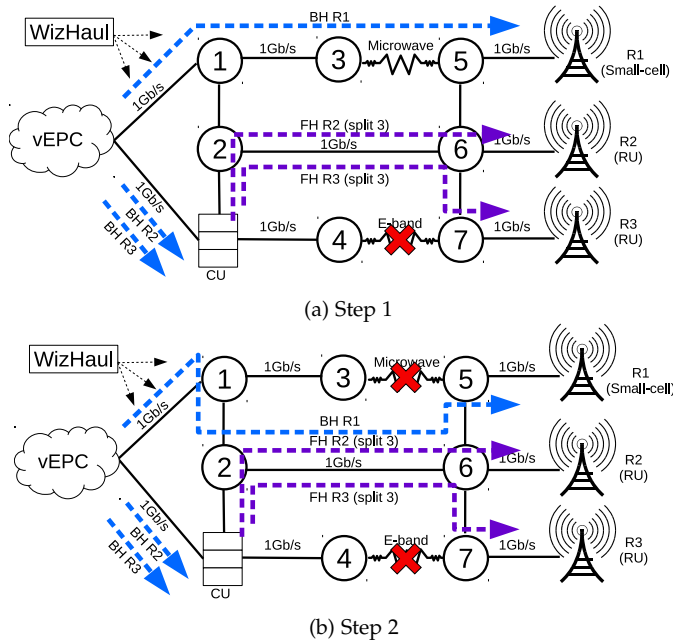 BH R1
WizHaul
1Gb/s
1
1Gb/s
3
Microwave
5
1Gb/s
R1
(Small-cell)
vEPC
FH R2 (split 3)
2
1Gb/s
6
1Gb/s
R2
(RU)
FH R3 (split 3)
1Gb/s
BH R2
BH R3
CU
1Gb/s
4
E-band
7
1Gb/s
R3
(RU)
(a) Step 1
WizHaul
1Gb/s
1
1Gb/s
3
Microwave
5
1Gb/s
R1
(Small-cell)
BH R1
vEPC
FH R2 (split 3)
2
1Gb/s
6
1Gb/s
R2
(RU)
FH R3 (split 3)
1Gb/s
BH R2
BH R3
CU
1Gb/s
4
E-band
7
1Gb/s
R3
(RU)
(b) Step 2